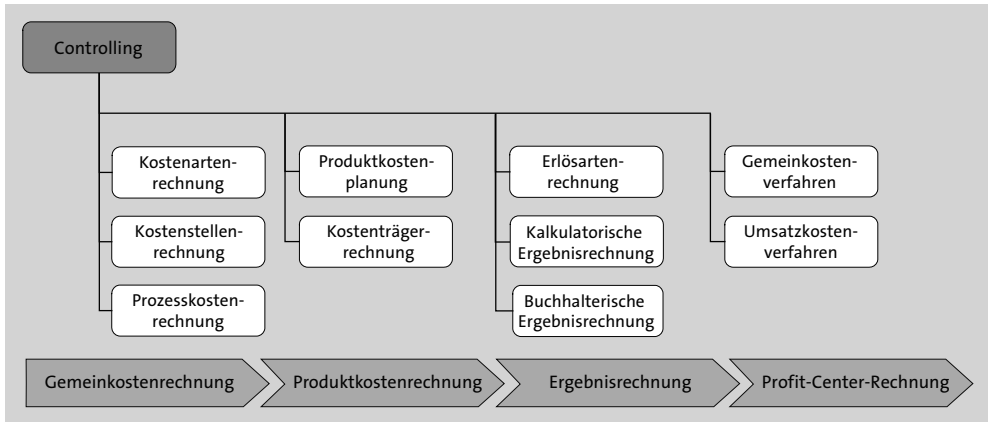 Controlling
Kostenarten-
rechnung
Kostenstellen-
rechnung
Prozesskosten-
rechnung
Produktkosten-
planung
Kostenträger-
rechnung
Erlösarten-
rechnung
Kalkulatorische
Ergebnisrechnung
Buchhalterische
Ergebnisrechnung
Gemeinkosten-
verfahren
Umsatzkosten-
verfahren
Gemeinkostenrechnung
Produktkostenrechnung
Ergebnisrechnung
Profit-Center-Rechnung